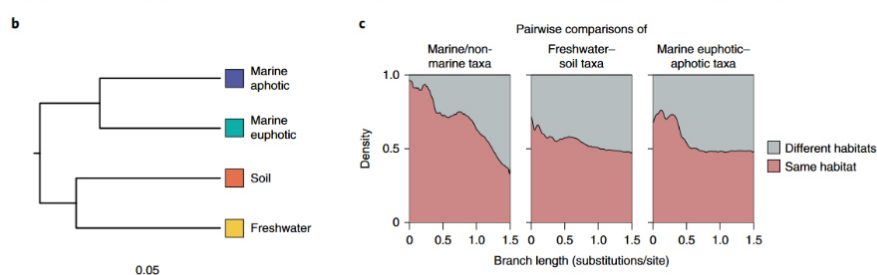 b
Marine
aphotic
Marine
euphotic
Soil
Freshwater
0.05
c
Pairwise comparisons of
Marine/non-
marine taxa
Freshwater–
soil taxa
Marine euphotic–
aphotic taxa
Density
1.0
0.5
0
0 0.5 1.0 1.5
0 0.5 1.0 1.5
0 0.5 1.0 1.5
Branch length (substitutions/site)
Different habitats
Same habitat